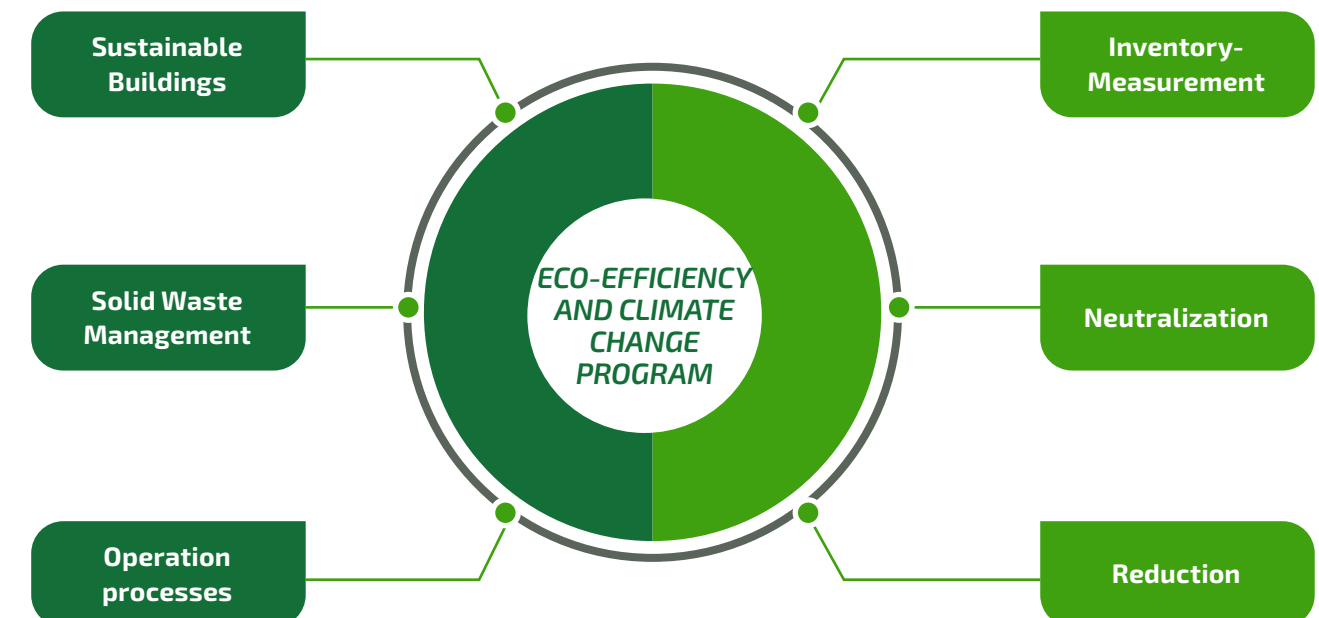 Sustainable
Buildings
Inventory-
Measurement
Solid Waste
Management
ECO-EFFICIENCY
AND CLIMATE
CHANGE
PROGRAM
Neutralization
Operation
processes
Reduction